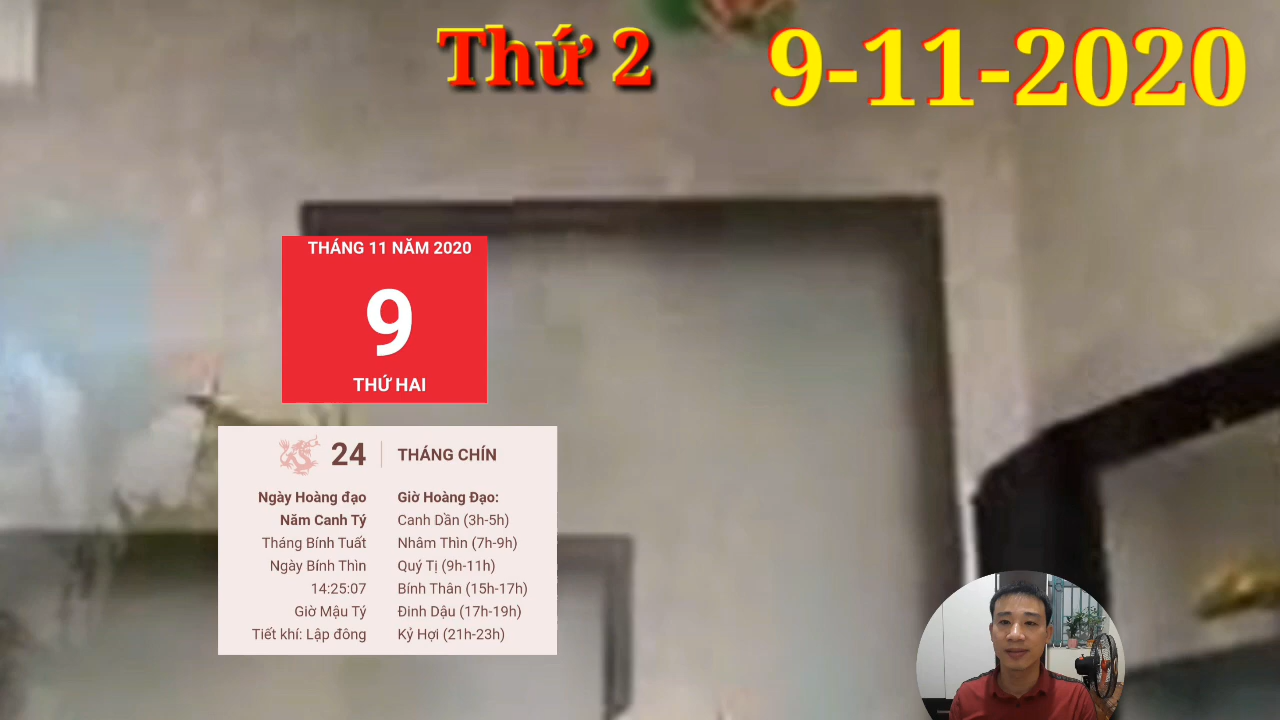 Thứ 2
9-11-2020
THÁNG 11 NĂM 2020
9
THỨ HAI
24
THÁNG CHÍN
Ngày Hoàng đạo
Năm Canh Tý
Tháng Bính Tuất
Ngày Bính Thìn
14:25:07
Giờ Mậu Tý
Tiết khí: Lập đông
Giờ Hoàng Đạo:
Canh Dần (3h-5h)
Nhâm Thìn (7h-9h)
Quý Tị (9h-11h)
Bính Thân (15h-17h)
Đinh Dậu (17h-19h)
Kỷ Hợi (21h-23h)